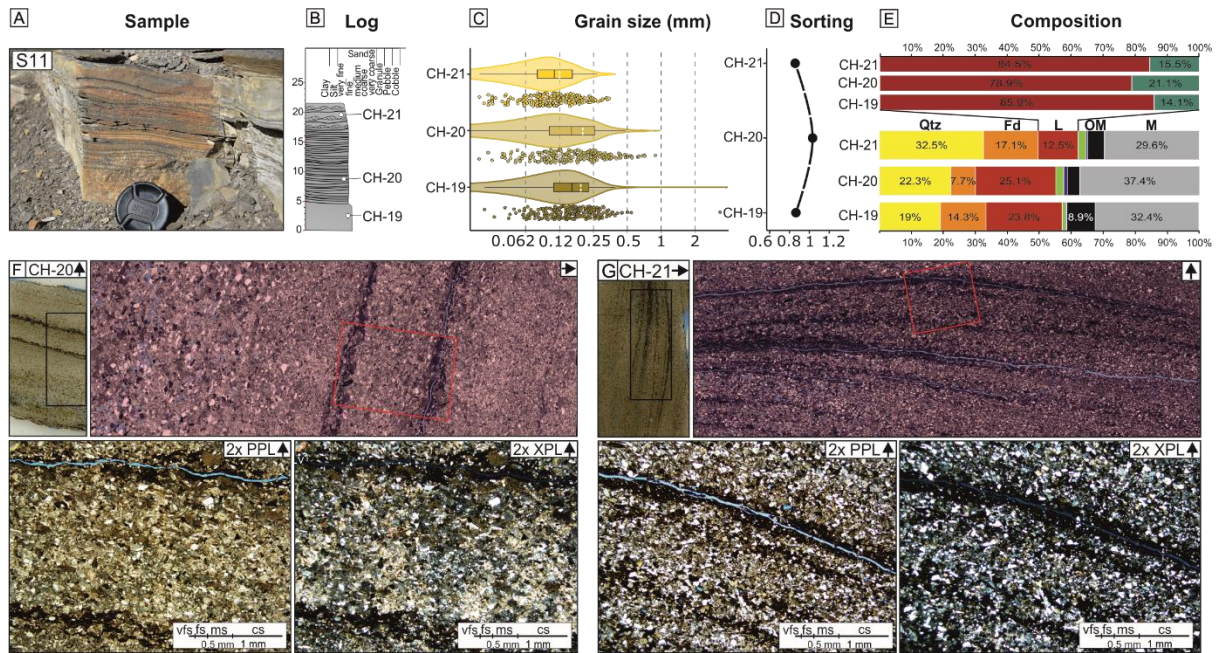 A Sample
B Log
C Grain size (mm)
D Sorting
E Composition
S11
Sand
Clay
Silt
very fine
fine
medium
coarse
very coarse
Granule
Pebble
Cobble
25
20
15
10
5
0
CH-21
CH-20
CH-19
CH-21
CH-20
CH-19
0.062 0.12 0.25 0.5 1 2
CH-21
CH-20
CH-19
0.6 0.8 1 1.2
10% 20% 30% 40% 50% 60% 70% 80% 90% 100%
CH-21 84.5% 15.5%
CH-20 78.9% 21.1%
CH-19 85.9% 14.1%
Qtz Fd L OM M
CH-21 32.5% 17.1% 12.5% 29.6%
CH-20 22.3% 7.7% 25.1% 37.4%
CH-19 19% 14.3% 23.8% 8.9% 32.4%
10% 20% 30% 40% 50% 60% 70% 80% 90% 100%
F CH-20
G CH-21
2x PPL
2x XPL
2x PPL
2x XPL
vfs fs ms cs
0.5 mm 1 mm
vfs fs ms cs
0.5 mm 1 mm
vfs fs ms cs
0.5 mm 1 mm
vfs fs ms cs
0.5 mm 1 mm